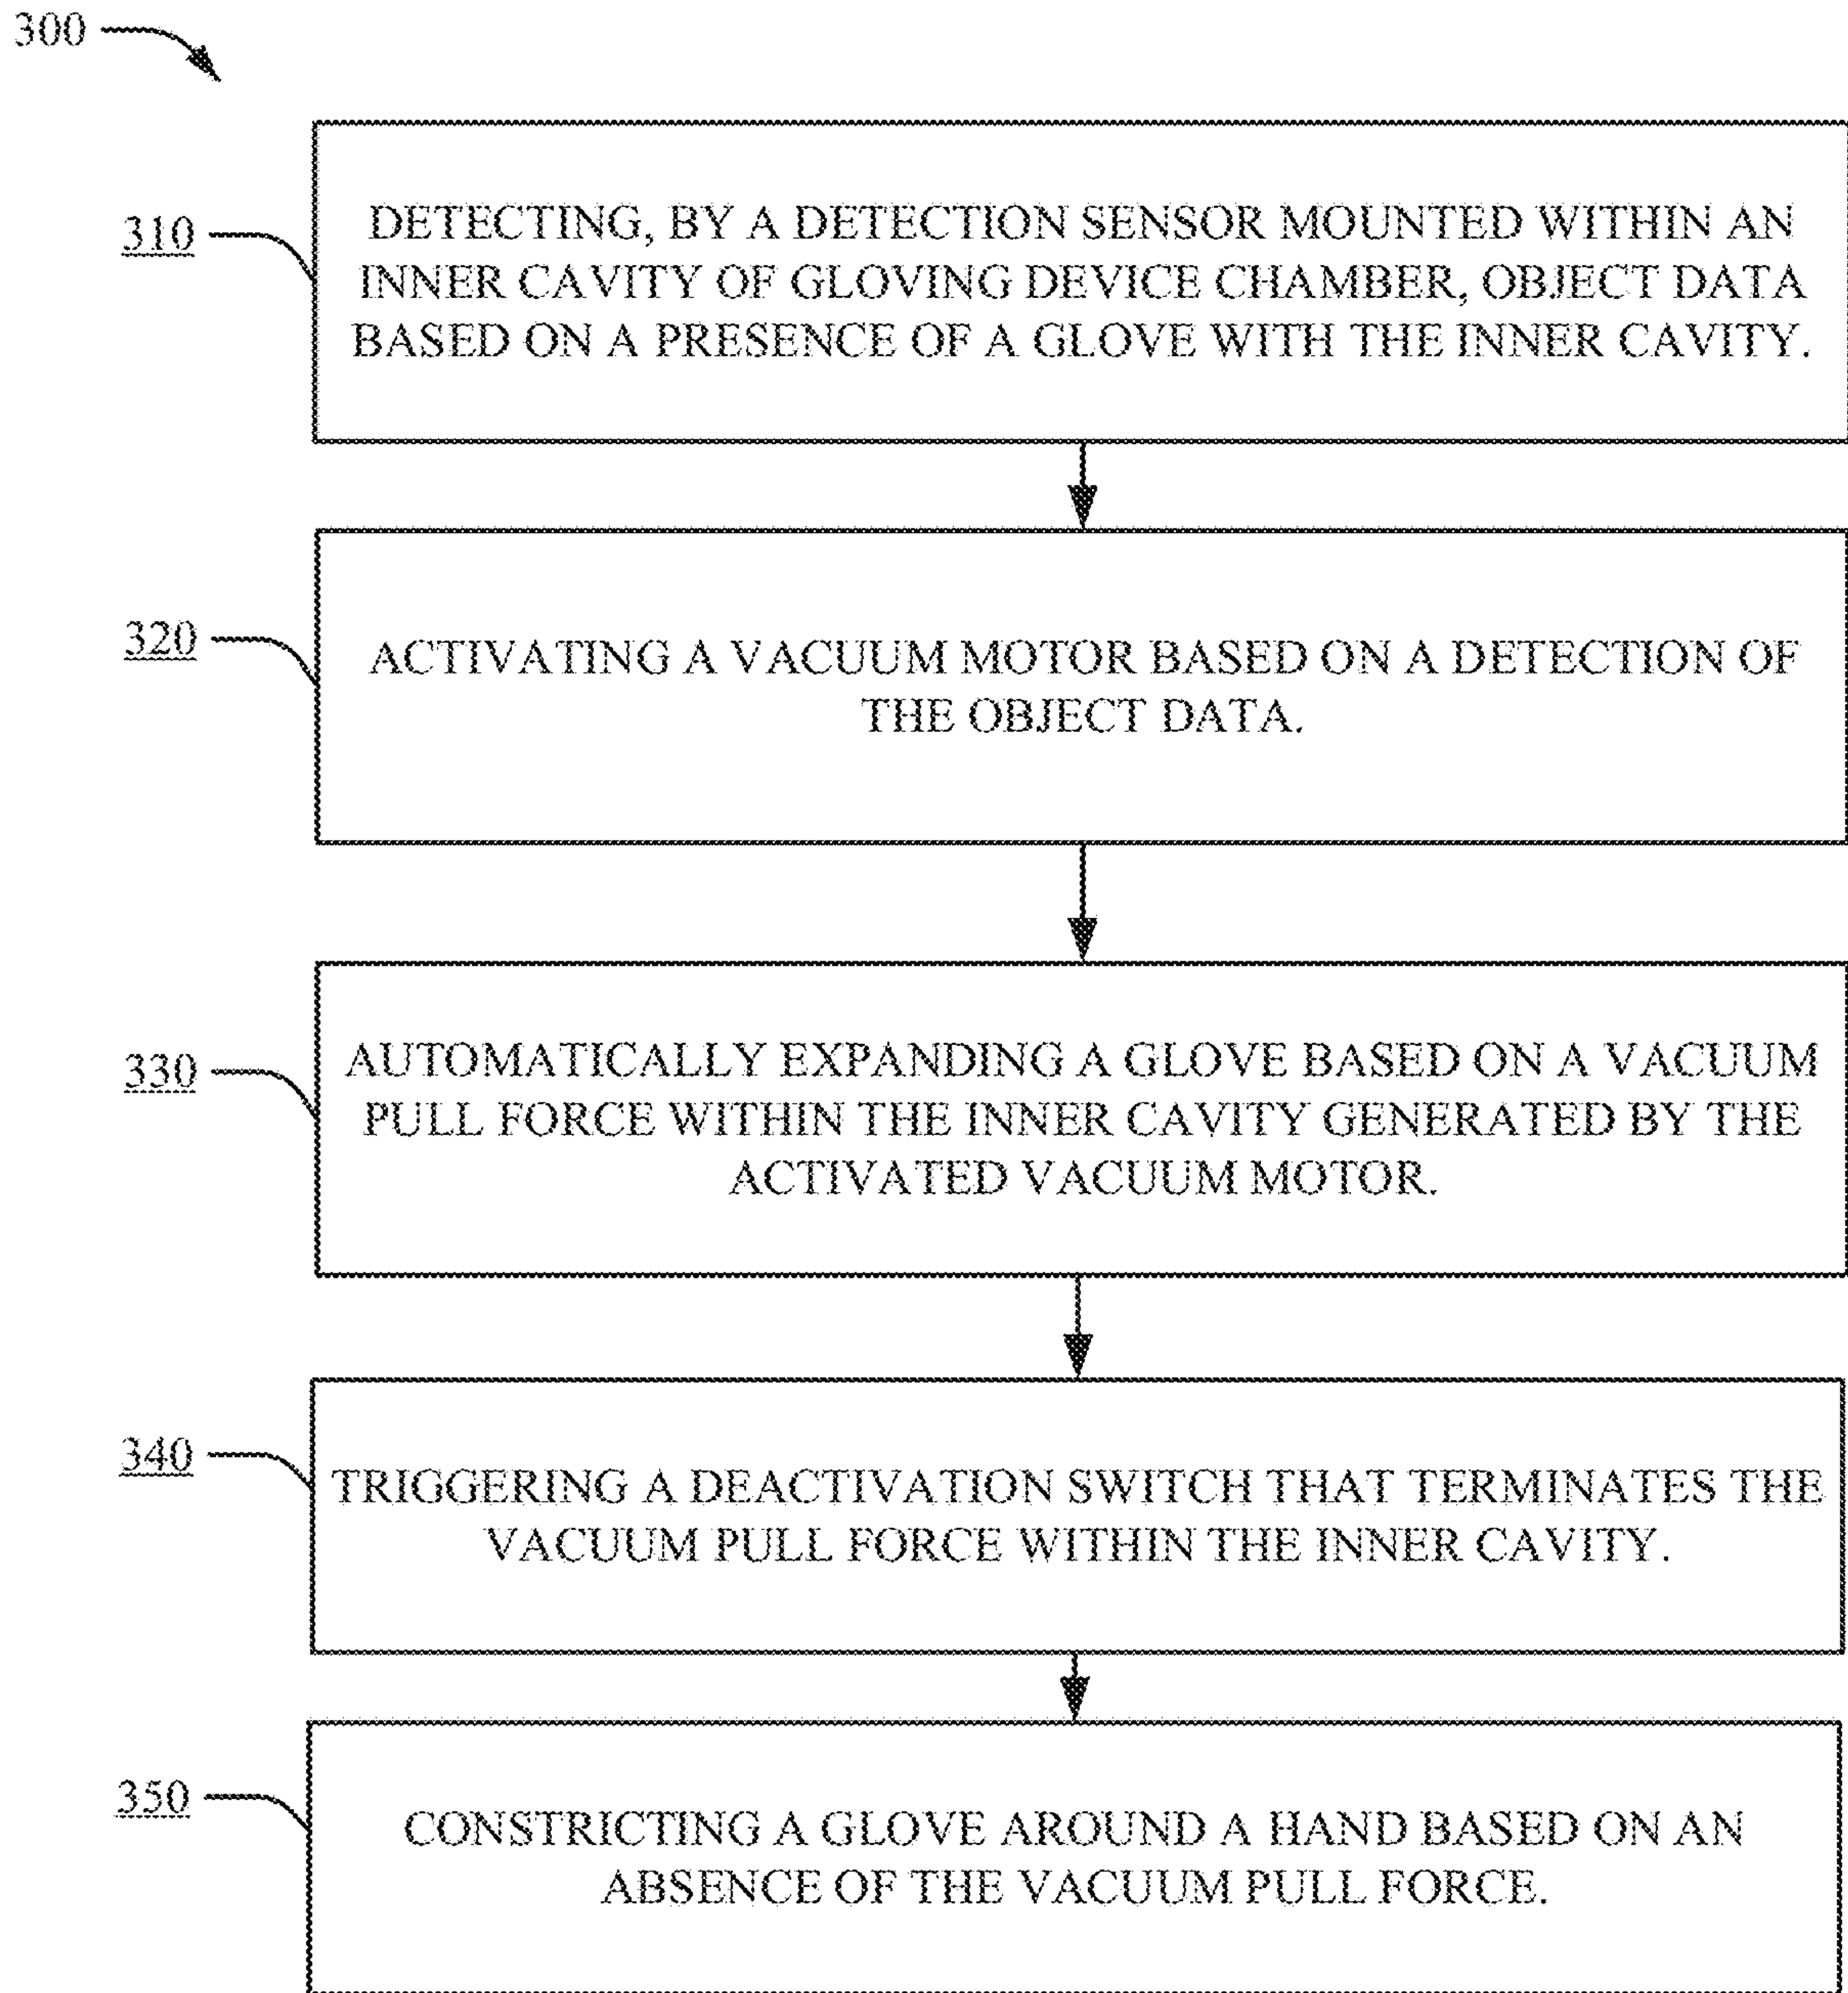 300
310
DETECTING, BY A DETECTION SENSOR MOUNTED WITHIN AN
INNER CAVITY OF GLOVING DEVICE CHAMBER, OBJECT DATA
BASED ON A PRESENCE OF A GLOVE WITH THE INNER CAVITY.
320
ACTIVATING A VACUUM MOTOR BASED ON A DETECTION OF
THE OBJECT DATA.
330
AUTOMATICALLY EXPANDING A GLOVE BASED ON A VACUUM
PULL FORCE WITHIN THE INNER CAVITY GENERATED BY THE
ACTIVATED VACUUM MOTOR.
340
TRIGGERING A DEACTIVATION SWITCH THAT TERMINATES THE
VACUUM PULL FORCE WITHIN THE INNER CAVITY.
350
CONSTRICTING A GLOVE AROUND A HAND BASED ON AN
ABSENCE OF THE VACUUM PULL FORCE.